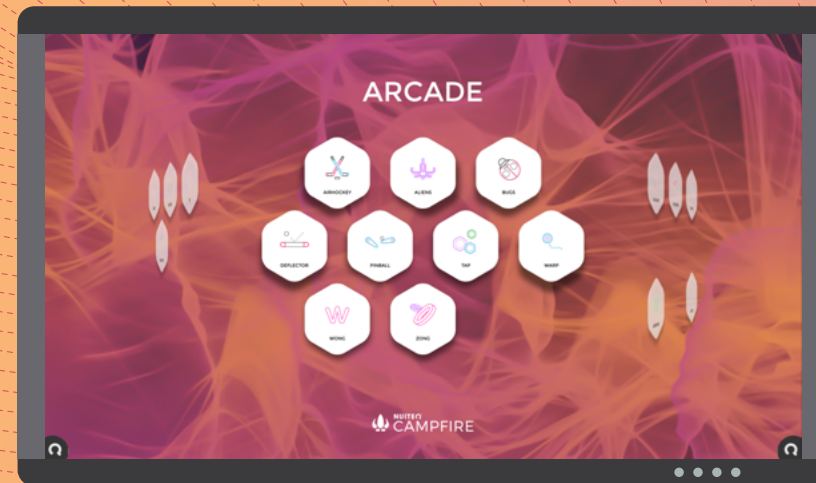 ARCADE
AIRHOCKEY
ALIENS
BUGS
DEFLECTOR
PINBALL
TAP
WARP
WONG
ZONG
NUITEQ
CAMPFIRE